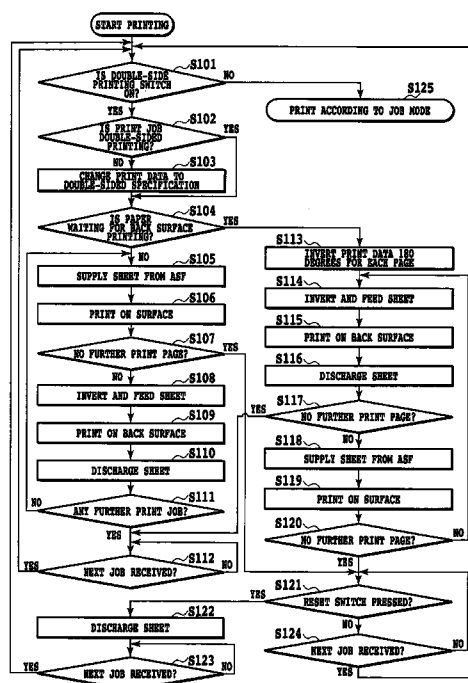 START PRINTING
S101
IS DOUBLE-SIDE
PRINTING SWITCH
ON?
NO
YES
S125
PRINT ACCORDING TO JOB MODE
S102
IS PRINT JOB
DOUBLE-SIDED
PRINTING?
YES
NO
S103
CHANGE PRINT DATA TO
DOUBLE-SIDED SPECIFICATION
S104
IS PAPER
WAITING FOR BACK SURFACE
PRINTING?
YES
NO
S105
SUPPLY SHEET FROM ASF
S106
PRINT ON SURFACE
S107
NO FURTHER PRINT PAGE?
YES
NO
S108
INVERT AND FEED SHEET
S109
PRINT ON BACK SURFACE
S110
DISCHARGE SHEET
S111
NO
ANY FURTHER PRINT JOB?
YES
S112
YES
NEXT JOB RECEIVED?
NO
S113
INVERT PRINT DATA 180
DEGREES FOR EACH PAGE
S114
INVERT AND FEED SHEET
S115
PRINT ON BACK SURFACE
S116
DISCHARGE SHEET
S117
YES
NO FURTHER PRINT PAGE?
NO
S118
SUPPLY SHEET FROM ASF
S119
PRINT ON SURFACE
S120
NO FURTHER PRINT PAGE?
NO
YES
S121
YES
RESET SWITCH PRESSED?
NO
S122
DISCHARGE SHEET
S123
YES
NEXT JOB RECEIVED?
NO
S124
NEXT JOB RECEIVED?
NO
YES